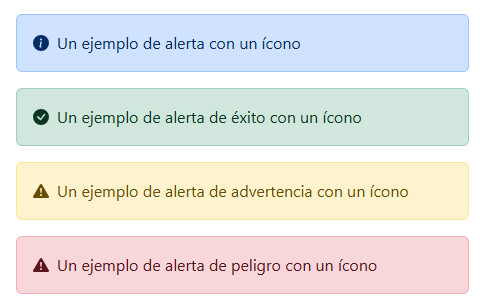 Un ejemplo de alerta con un ícono
Un ejemplo de alerta de éxito con un ícono
Un ejemplo de alerta de advertencia con un ícono
Un ejemplo de alerta de peligro con un ícono